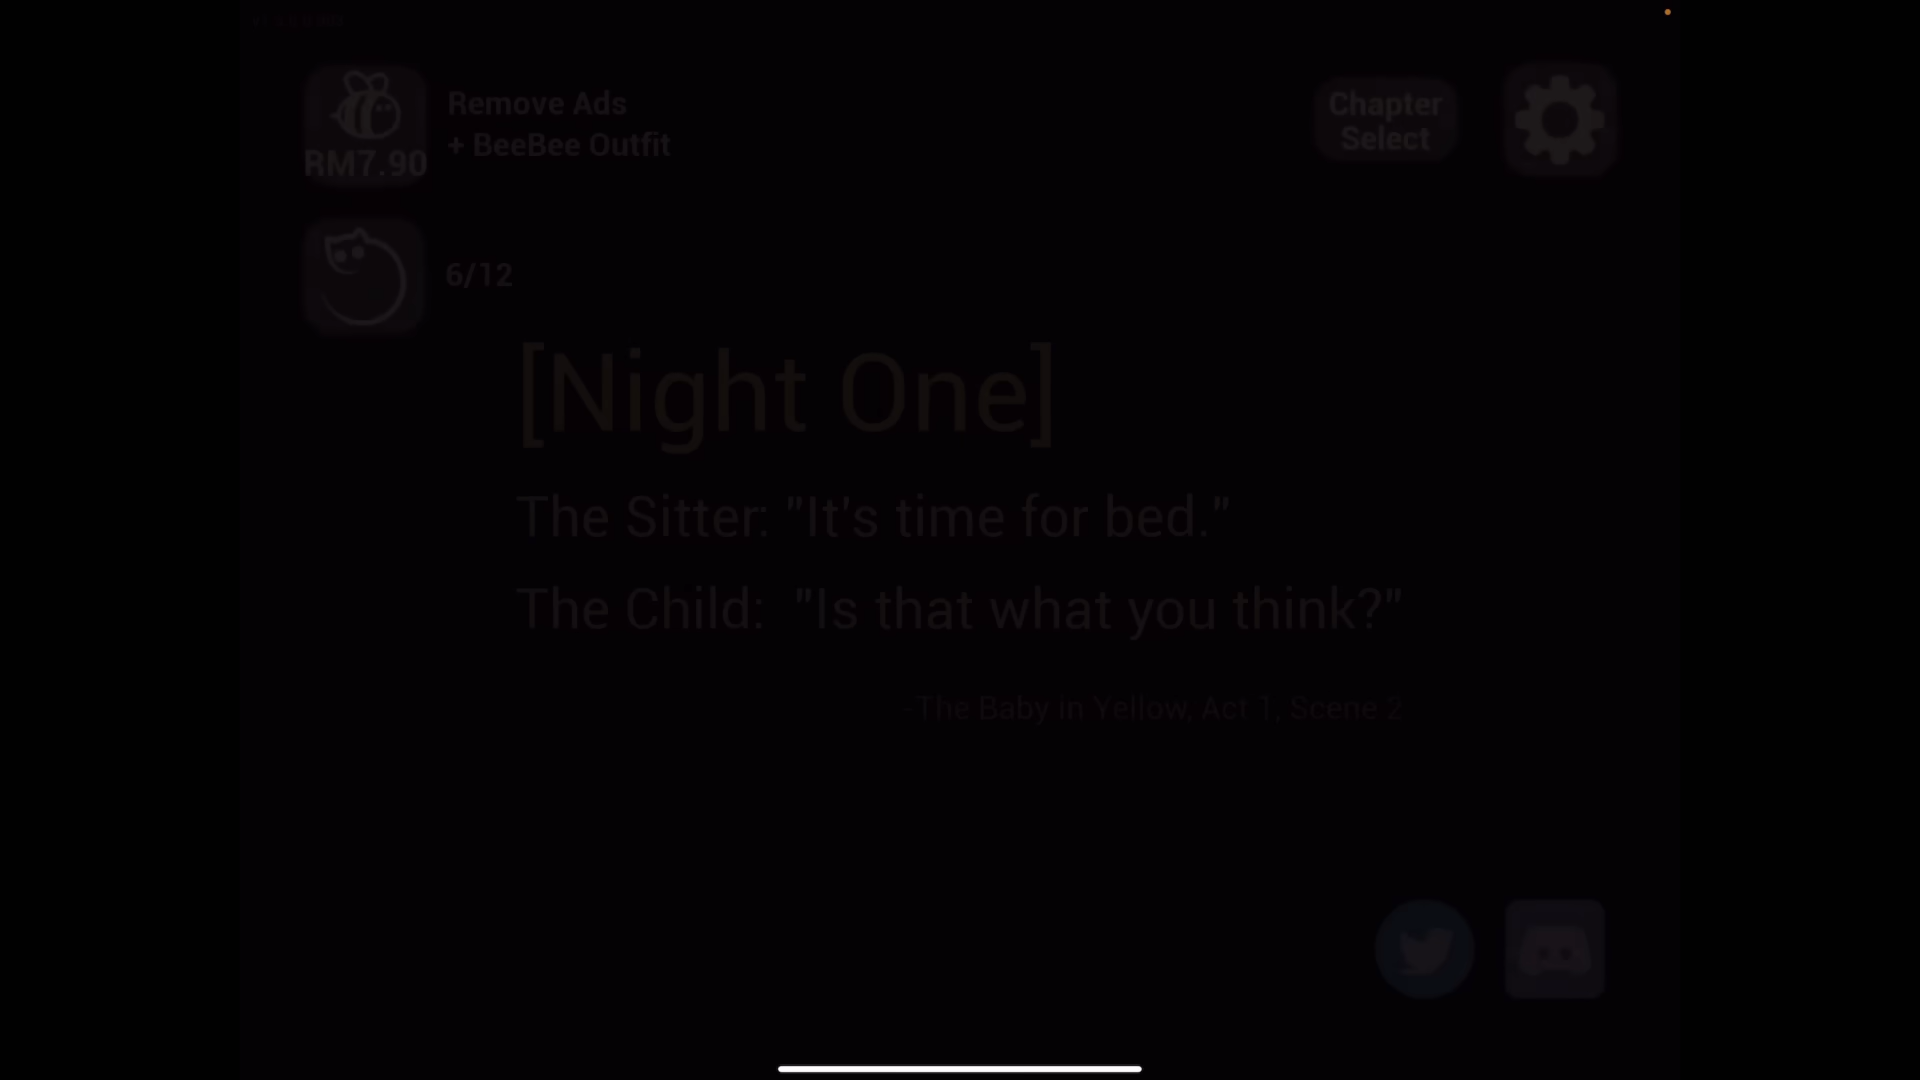 Remove Ads
+ BeeBee Outfit
RM7.90
Chapter
Select
6/12
[Night One]
The Sitter: "It's time for bed."
The Child: "Is that what you think?"
-The Baby in Yellow, Act 1, Scene 2